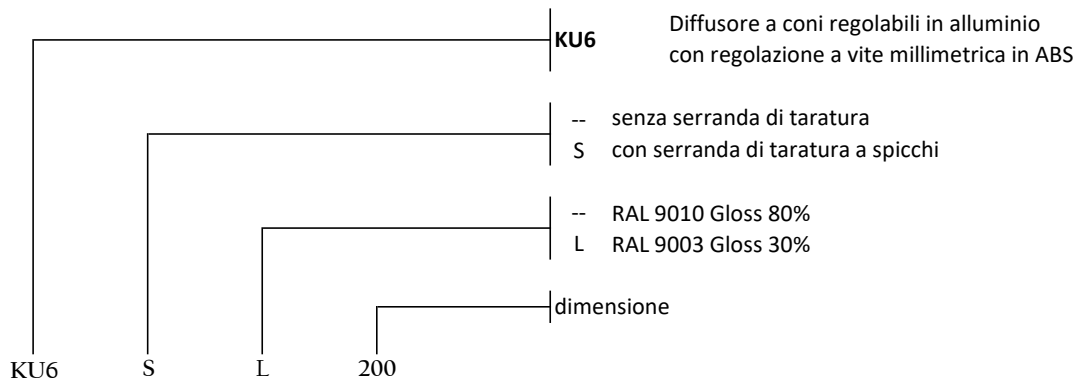 KU6 Diffusore a coni regolabili in alluminio
con regolazione a vite millimetrica in ABS
-- senza serranda di taratura
S con serranda di taratura a spicchi
-- RAL 9010 Gloss 80%
L RAL 9003 Gloss 30%
dimensione
KU6 S L 200